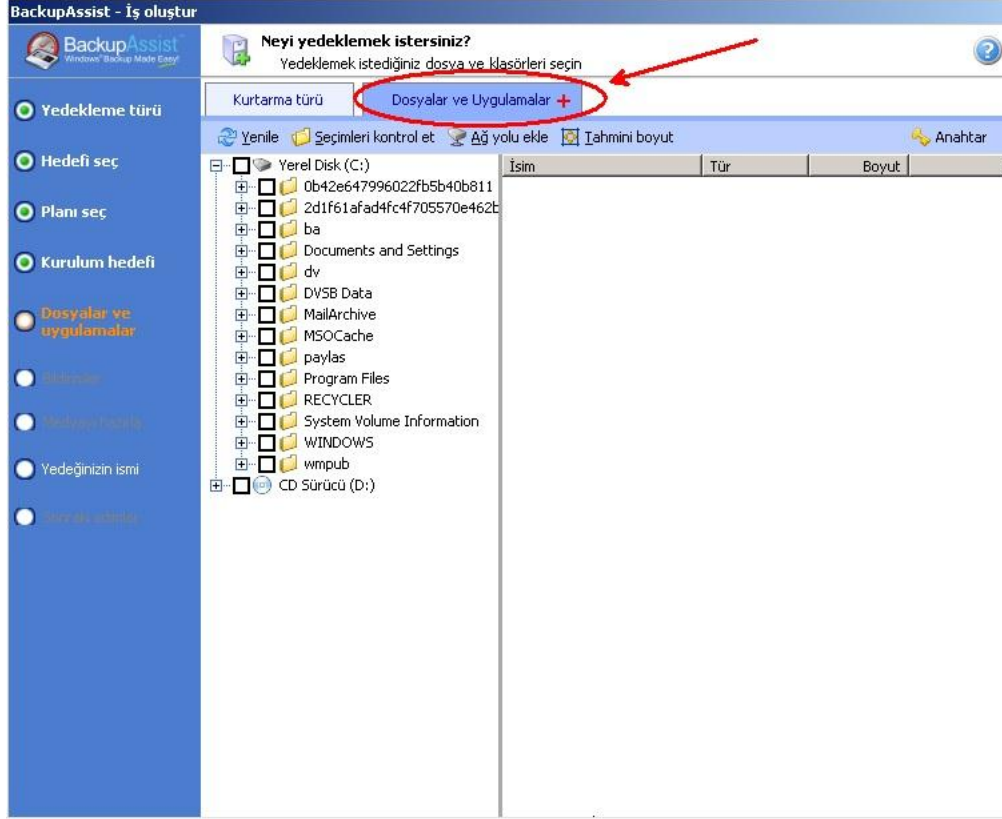 BackupAssist - İş oluştur
BackupAssist
Windows Backup Made Easy!
Neyi yedeklemek istersiniz?
Yedeklemek istediğiniz dosya ve klasörleri seçin
Kurtarma türü
Dosyalar ve Uygulamalar
Yenile Seçimleri kontrol et Ağ yolu ekle Tahmini boyut Anahtar
Yedekleme türü
Hedefi seç
Planı seç
Kurulum hedefi
Dosyalar ve
uygulamalar
Bildirimler
Medyayı hazırla
Yedeğinizin ismi
Yerel Disk (C:)
0b42e647996022fb5b40b811
2d1f61afad4fc4f705570e462b
ba
Documents and Settings
dv
DVSB Data
MailArchive
MSOCache
paylas
Program Files
RECYCLER
System Volume Information
WINDOWS
wmpub
CD Sürücü (D:)
İsim Tür Boyut